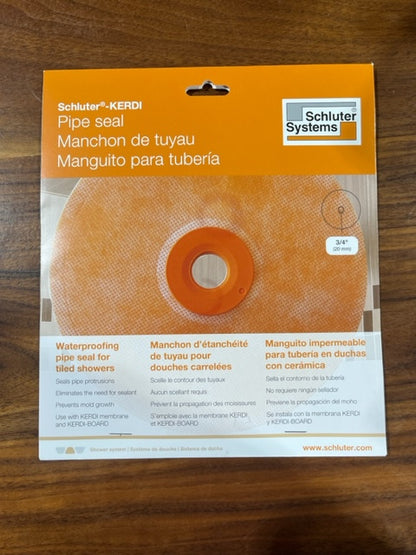 Schluter®-KERDI
Pipe seal
Manchon de tuyau
Manguito para tubería
Schluter®
Systems
3/4"
(20 mm)
Waterproofing
pipe seal for
tiled showers
Seals pipe protrusions
Eliminates the need for sealant
Prevents mold growth
Use with KERDI membrane
and KERDI-BOARD
Manchon d'étanchéité
de tuyau pour
douches carrelées
Scelle le contour des tuyaux
Aucun scellant requis
Prévient la propagation des moisissures
S'emploie avec la membrane KERDI
et KERDI-BOARD
Manguito impermeable
para tubería en duchas
con cerámica
Sella el contorno de la tubería
No requiere ningún sellador
Previene la propagación del moho
Se instala con la membrana KERDI
y KERDI-BOARD
Shower system | Système de douche | Sistema de ducha
www.schluter.com